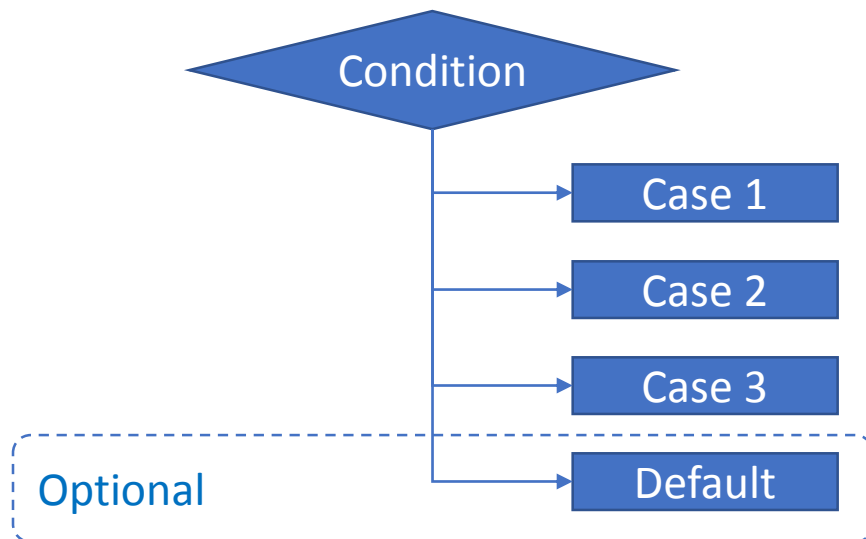 Condition
Case 1
Case 2
Case 3
Optional
Default